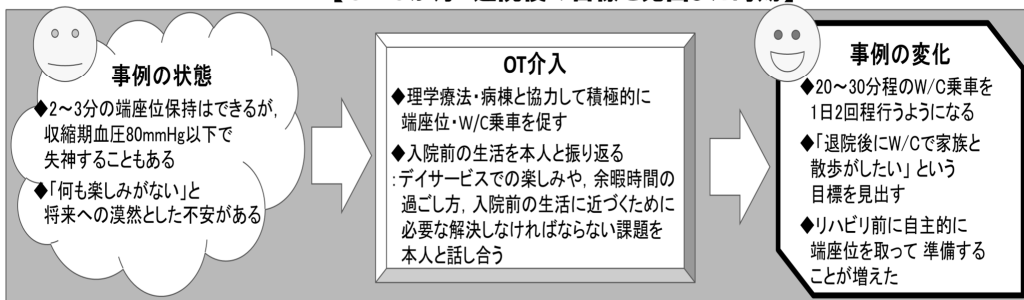 事例の状態
◆2～3分の端座位保持はできるが,
収縮期血圧80mmHg以下で
失神することもある
◆「何も楽しみがない」と
将来への漠然とした不安がある
OT介入
◆理学療法・病棟と協力して積極的に
端座位・W/C乗車を促す
◆入院前の生活を本人と振り返る
:デイサービスでの楽しみや, 余暇時間の
過ごし方, 入院前の生活に近づくために
必要な解決しなければならない課題を
本人と話し合う
事例の変化
◆20～30分程のW/C乗車を
1日2回程行うようになる
◆「退院後にW/Cで家族と
散歩がしたい」という
目標を見出す
◆リハビリ前に自主的に
端座位を取って 準備する
ことが増えた